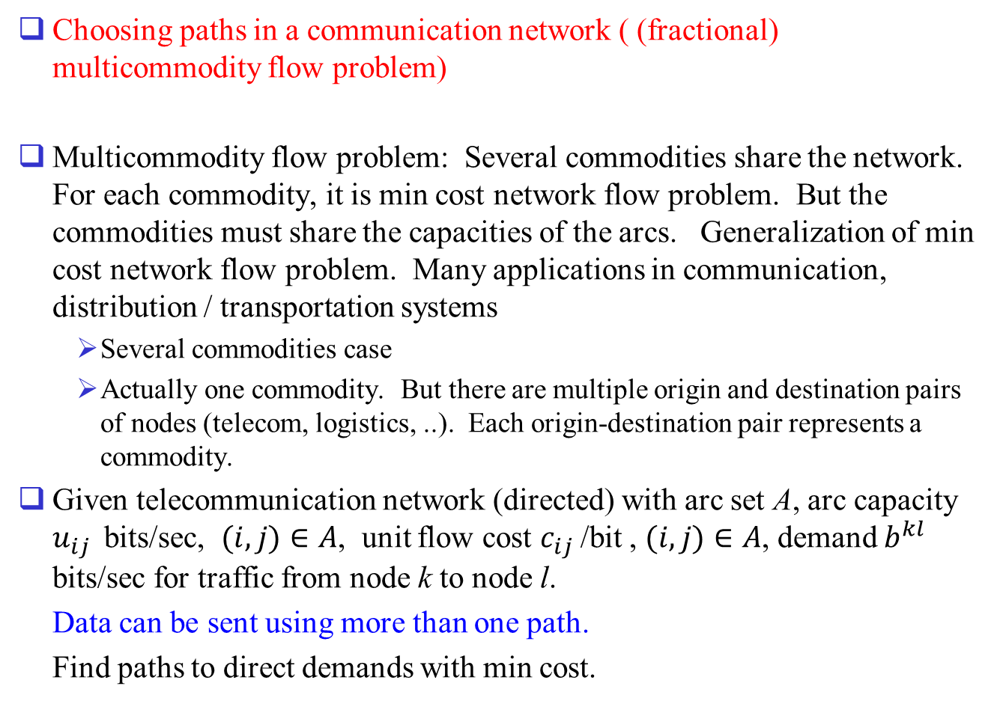 ❑ Choosing paths in a communication network ( (fractional)
multicommodity flow problem)
❑ Multicommodity flow problem: Several commodities share the network.
For each commodity, it is min cost network flow problem. But the
commodities must share the capacities of the arcs. Generalization of min
cost network flow problem. Many applications in communication,
distribution / transportation systems
➢ Several commodities case
➢ Actually one commodity. But there are multiple origin and destination pairs
of nodes (telecom, logistics, ..). Each origin-destination pair represents a
commodity.
❑ Given telecommunication network (directed) with arc set A, arc capacity
$u_{ij}$ bits/sec, $(i, j) \in A$, unit flow cost $c_{ij}$ /bit , $(i, j) \in A$, demand $b^{kl}$
bits/sec for traffic from node k to node l.
Data can be sent using more than one path.
Find paths to direct demands with min cost.